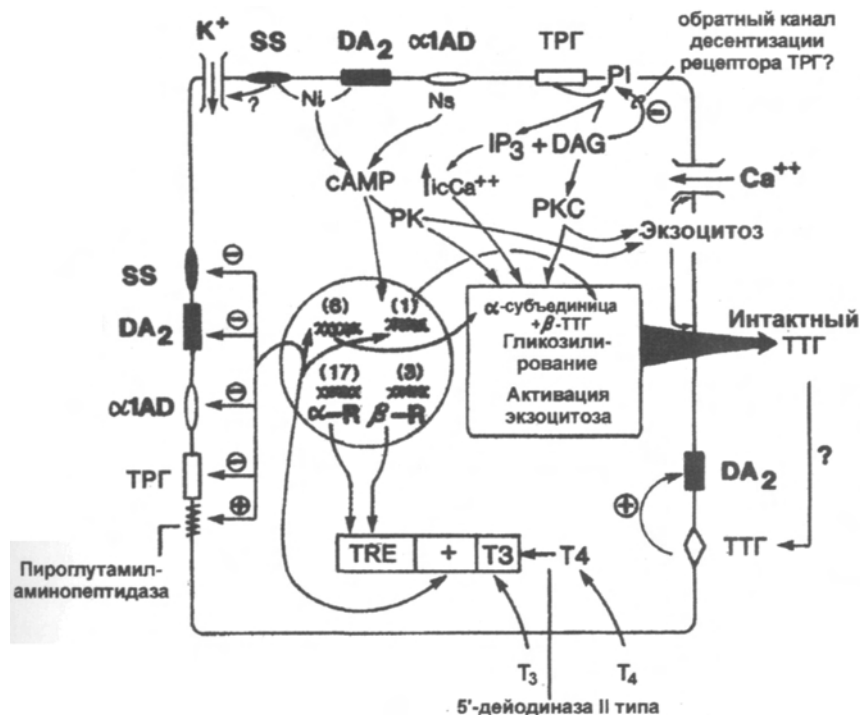 K+
SS
DA2
α1AD
ТРГ
PI
обратный канал
десентизации
рецептора ТРГ?
?
Ni
Ns
⊖
IP3 + DAG
cAMP
icCa++
Ca++
PK
PKC
Экзоцитоз
SS
⊖
DA2
⊖
α1AD
⊖
ТРГ
⊖
⊕
Пироглутамил-
аминопептидаза
(6)
(1)
(17)
(3)
α-R
β-R
α-субъединица
+β-ТТГ
Гликозили-
рование
Активация
экзоцитоза
Интактный
ТТГ
?
DA2
⊕
ТТГ
TRE
+
T3
T4
T3
T4
5'-дейодиназа II типа